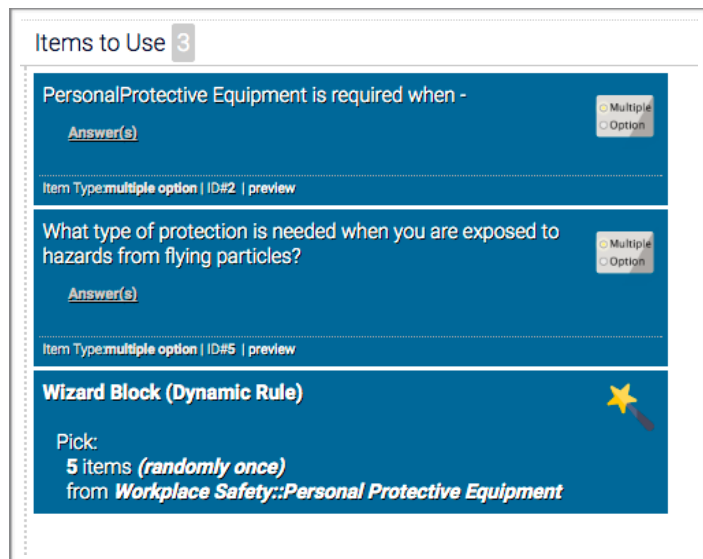 Items to Use 3
PersonalProtective Equipment is required when -
Multiple
Option
Answer(s)
Item Type:multiple option | ID#2 | preview
What type of protection is needed when you are exposed to
hazards from flying particles?
Multiple
Option
Answer(s)
Item Type:multiple option | ID#5 | preview
Wizard Block (Dynamic Rule)
Pick:
5 items (randomly once)
from Workplace Safety::Personal Protective Equipment